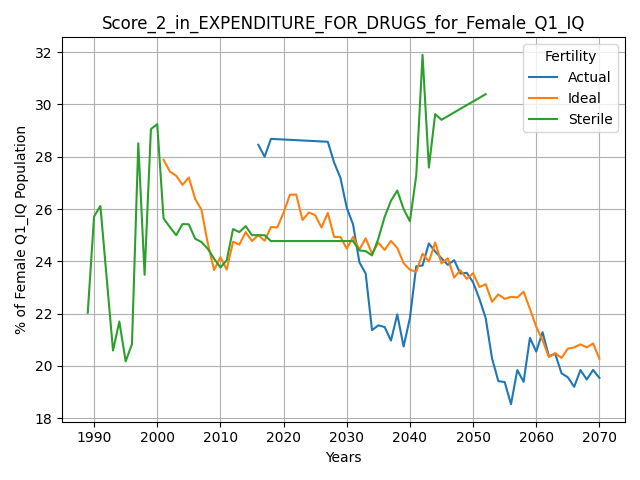 Score_2_in_EXPENDITURE_FOR_DRUGS_for_Female_Q1_IQ
Fertility
Actual
Ideal
Sterile
% of Female Q1_IQ Population
32
30
28
26
24
22
20
18
1990 2000 2010 2020 2030 2040 2050 2060 2070
Years